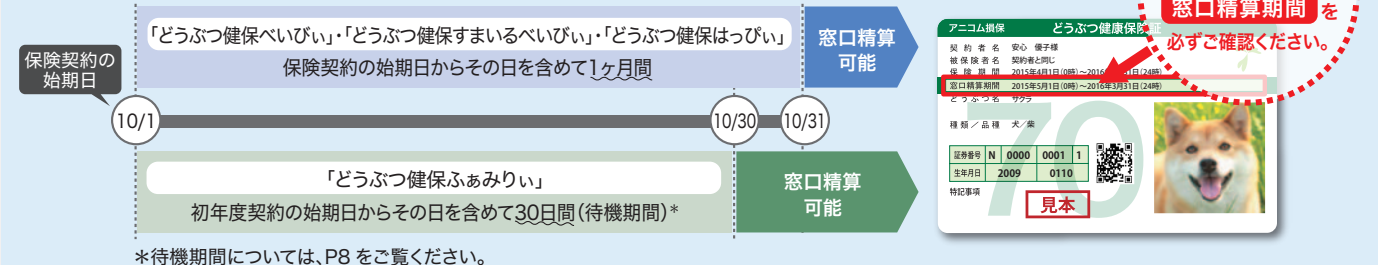 保険契約の
始期日
「どうぶつ健保べいびぃ」・「どうぶつ健保すまいるべいびぃ」・「どうぶつ健保はっぴぃ」
保険契約の始期日からその日を含めて1ヶ月間
窓口精算
可能
10/1
10/30
10/31
「どうぶつ健保ふぁみりぃ」
初年度契約の始期日からその日を含めて30日間(待機期間)*
窓口精算
可能
*待機期間については、P8 をご覧ください。
窓口精算期間 を
必ずご確認ください。
アニコム損保 どうぶつ健康保険証
契約者名 安心 優子様
被保険者名 契約者と同じ
保険期間 2015年4月1日(0時)~2016年3月31日(24時)
窓口精算期間 2015年5月1日(0時)~2016年3月31日(24時)
どうぶつ名 サクラ
種類/品種 犬/柴
70
証券番号 N 0000 0001 1
生年月日 2009 0110
特記事項
見本